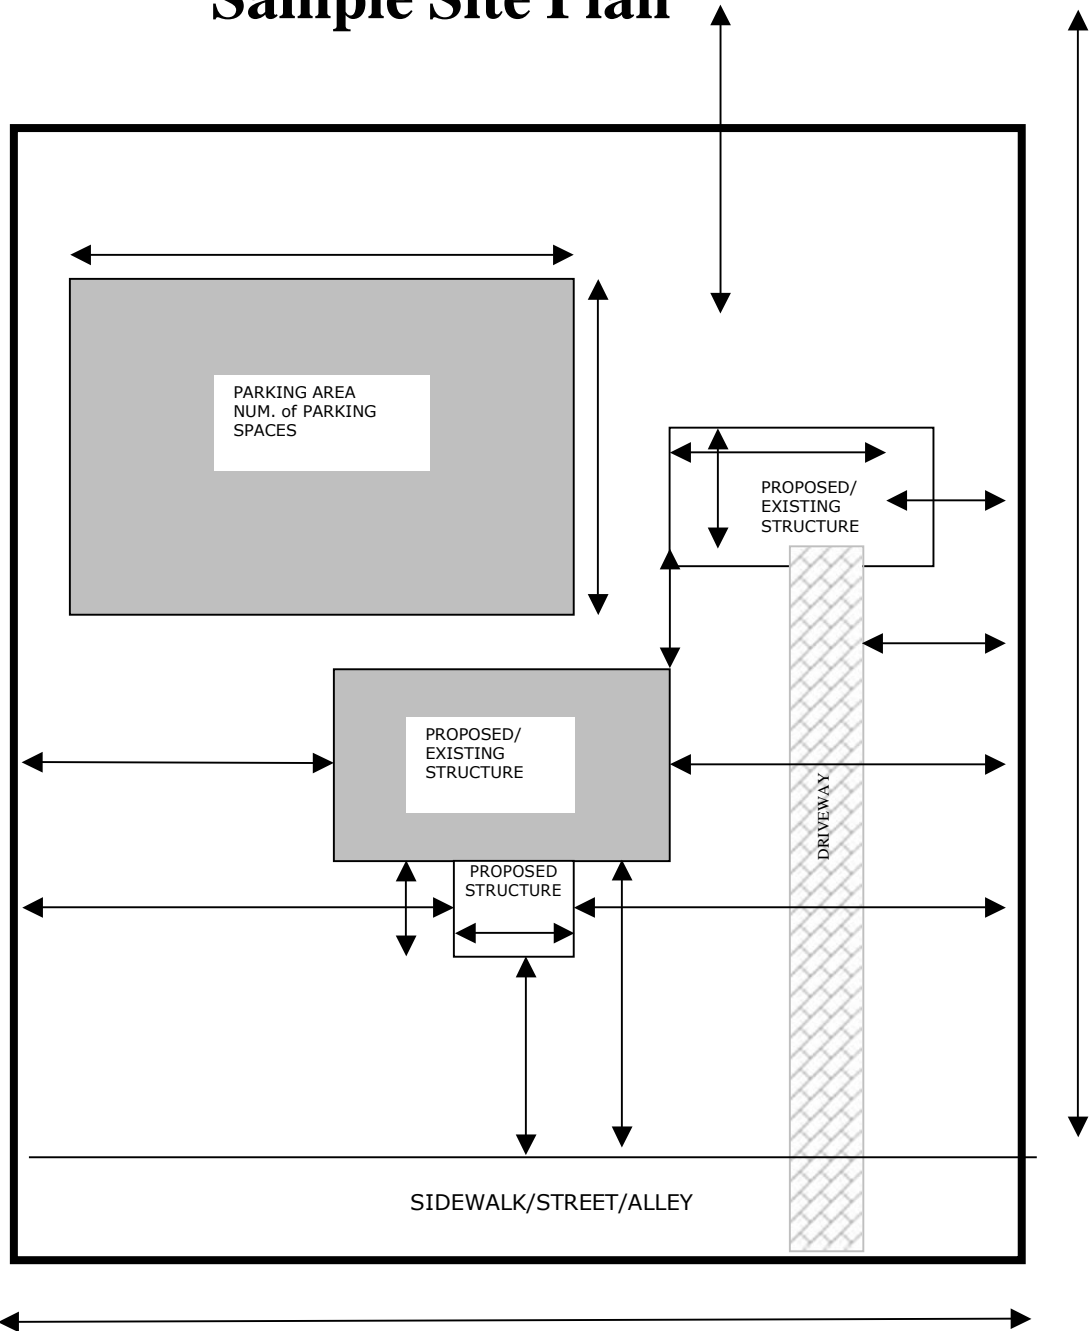 Sample Site Plan
PARKING AREA
NUM. of PARKING
SPACES
PROPOSED/
EXISTING
STRUCTURE
PROPOSED/
EXISTING
STRUCTURE
DRIVEWAY
PROPOSED
STRUCTURE
SIDEWALK/STREET/ALLEY